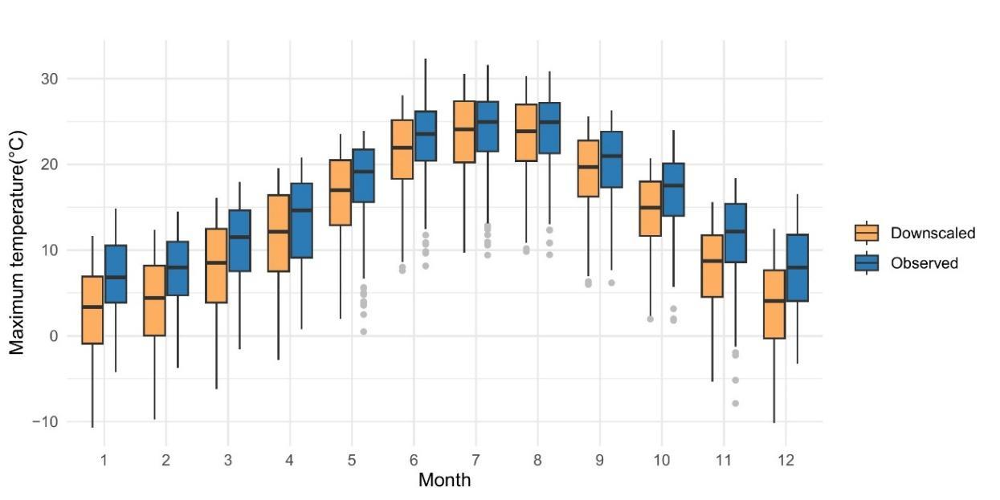 Maximum temperature(°C)
30
20
10
0
−10
1 2 3 4 5 6 7 8 9 10 11 12
Month
Downscaled
Observed